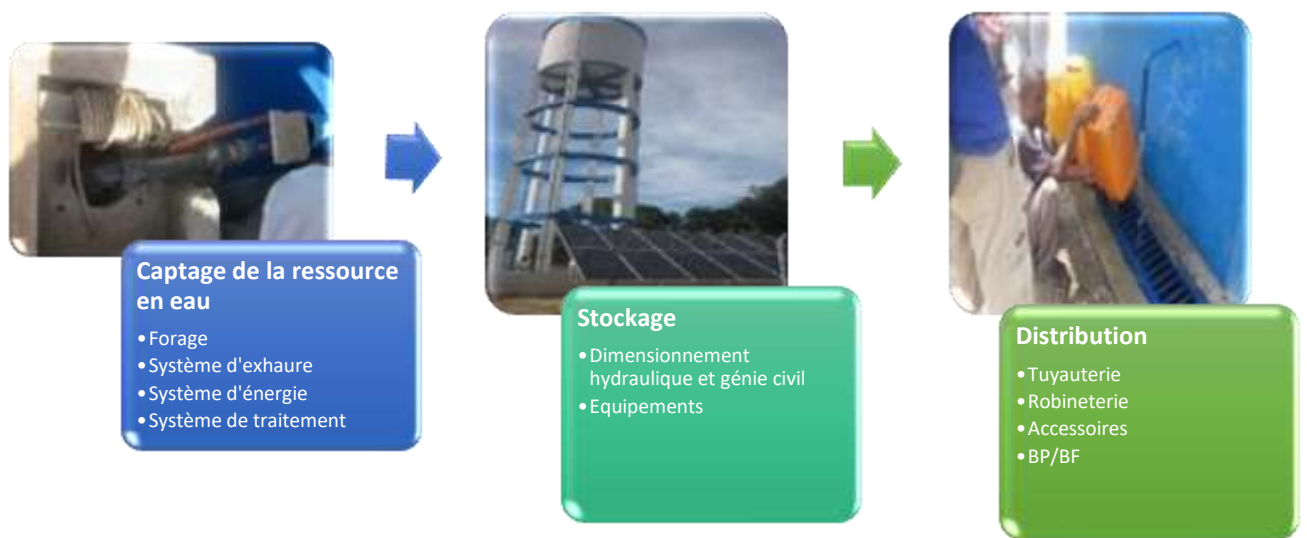 Captage de la ressource
en eau
•Forage
•Système d'exhaure
•Système d'énergie
•Système de traitement
Stockage
•Dimensionnement
hydraulique et génie civil
•Equipements
Distribution
•Tuyauterie
•Robineterie
•Accessoires
•BP/BF